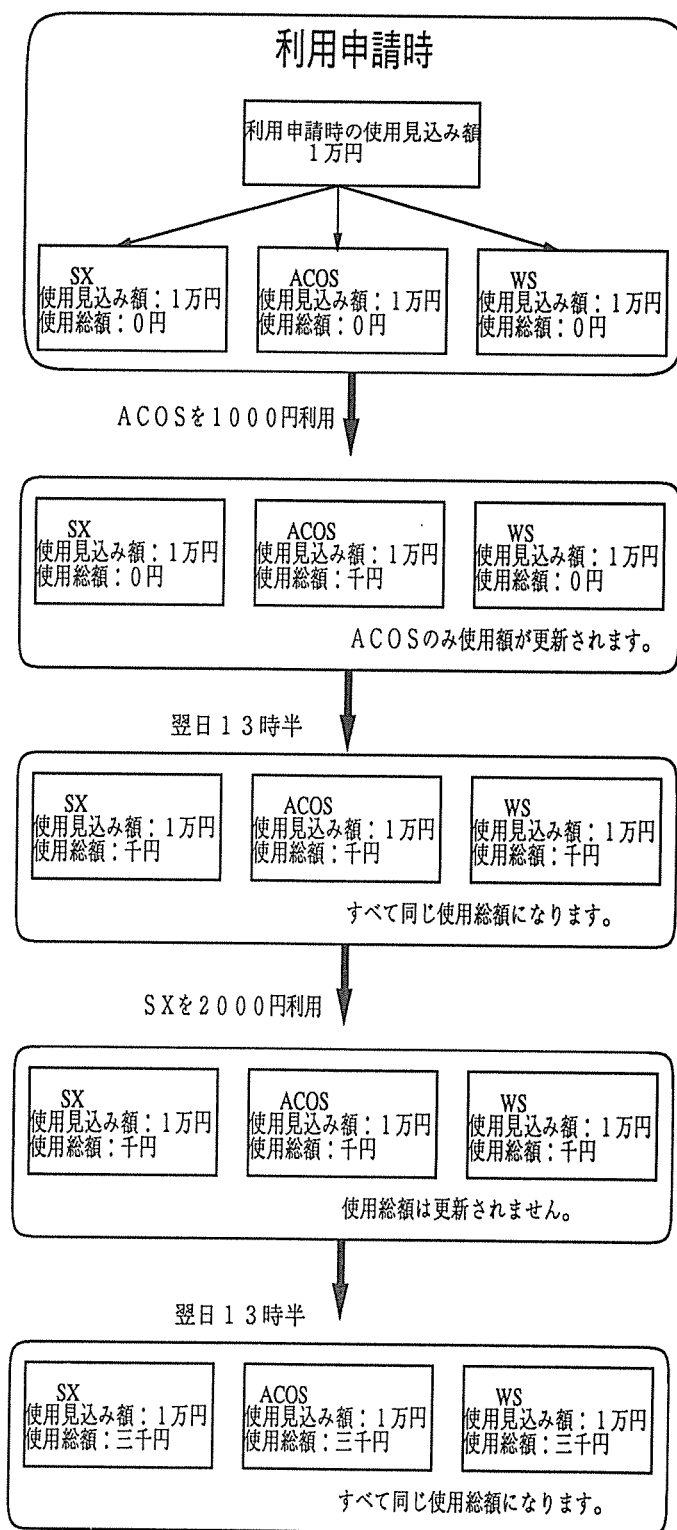 利用申請時
利用申請時の使用見込み額
1万円
SX
使用見込み額：1万円
使用総額：0円
ACOS
使用見込み額：1万円
使用総額：0円
WS
使用見込み額：1万円
使用総額：0円
ACOSを1000円利用
SX
使用見込み額：1万円
使用総額：0円
ACOS
使用見込み額：1万円
使用総額：千円
WS
使用見込み額：1万円
使用総額：0円
ACOSのみ使用額が更新されます。
翌日13時半
SX
使用見込み額：1万円
使用総額：千円
ACOS
使用見込み額：1万円
使用総額：千円
WS
使用見込み額：1万円
使用総額：千円
すべて同じ使用総額になります。
SXを2000円利用
SX
使用見込み額：1万円
使用総額：千円
ACOS
使用見込み額：1万円
使用総額：千円
WS
使用見込み額：1万円
使用総額：千円
使用総額は更新されません。
翌日13時半
SX
使用見込み額：1万円
使用総額：三千円
ACOS
使用見込み額：1万円
使用総額：三千円
WS
使用見込み額：1万円
使用総額：三千円
すべて同じ使用総額になります。